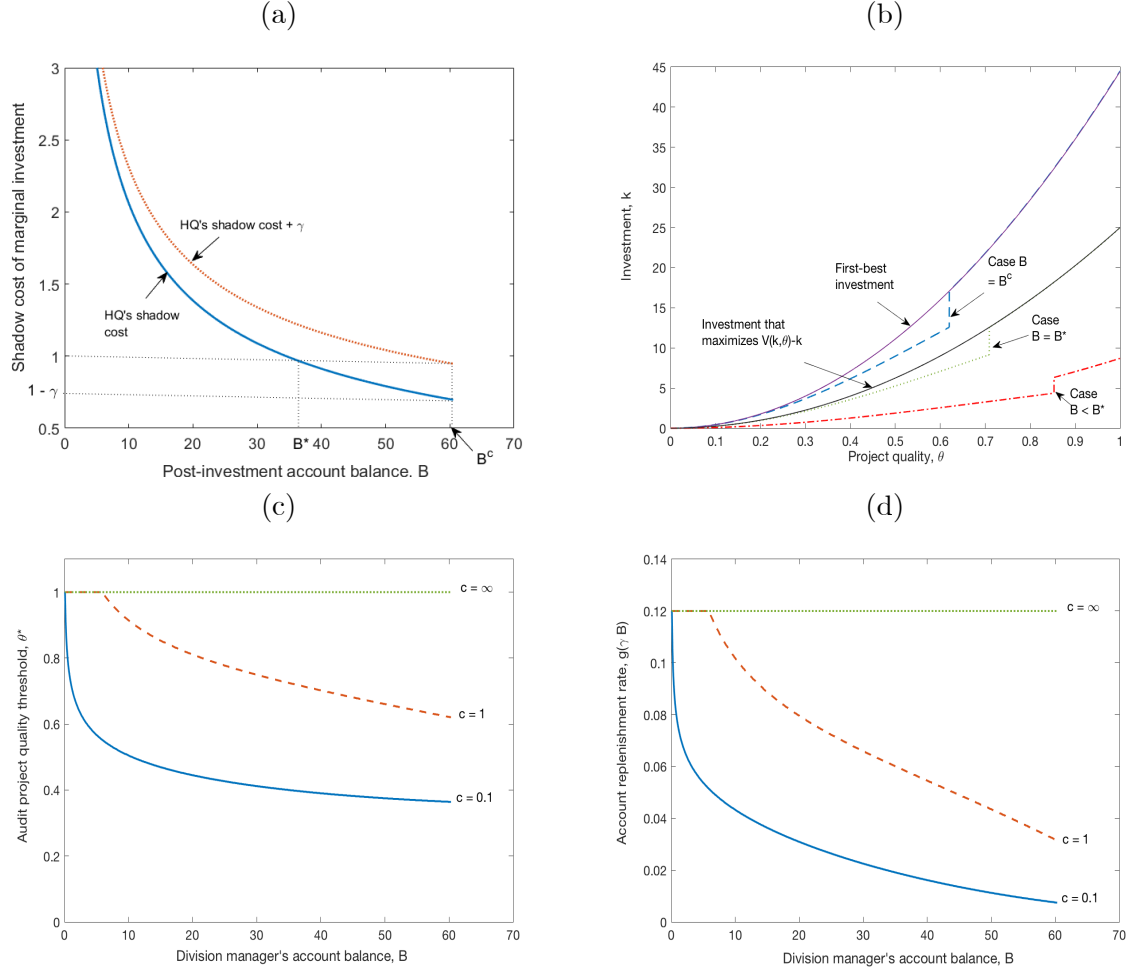 (a)
Shadow cost of marginal investment
3
2.5
2
1.5
1
1 - γ
0.5
HQ's shadow cost + γ
HQ's shadow
cost
0 10 20 30 B* 40 50 60 70
B^c
Post-investment account balance. B
(b)
Investment, k
45
40
35
30
25
20
15
10
5
0
First-best
investment
Case B
= B^c
Investment that
maximizes V(k,θ)-k
Case
B = B*
Case
B < B*
0 0.1 0.2 0.3 0.4 0.5 0.6 0.7 0.8 0.9 1
Project quality, θ
(c)
Audit project quality threshold, θ*
1
0.8
0.6
0.4
0.2
0
c = ∞
c = 1
c = 0.1
0 10 20 30 40 50 60 70
Division manager's account balance, B
(d)
Account replenishment rate, g(γ B)
0.14
0.12
0.1
0.08
0.06
0.04
0.02
0
c = ∞
c = 1
c = 0.1
0 10 20 30 40 50 60 70
Division manager's account balance, B